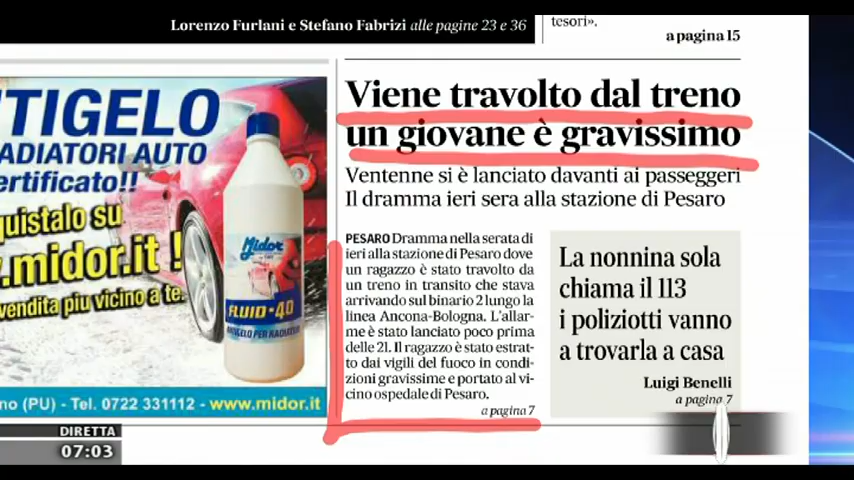 Lorenzo Furlani e Stefano Fabrizi alle pagine 23 e 36
tesori».
a pagina 15
TIGELO
ADIATORI AUTO
ertificato!!
quistalo su
.midor.it !
vendita piu vicino a te.
Midor
FLUID-40
ANTIGELO PER RADIATORI
no (PU) - Tel. 0722 331112 - www.midor.it
Viene travolto dal treno
un giovane è gravissimo
Ventenne si è lanciato davanti ai passeggeri
Il dramma ieri sera alla stazione di Pesaro
PESARO Dramma nella serata di
ieri alla stazione di Pesaro dove
un ragazzo è stato travolto da
un treno in transito che stava
arrivando sul binario 2 lungo la
linea Ancona-Bologna. L'allar-
me è stato lanciato poco prima
delle 21. Il ragazzo è stato estrat-
to dai vigili del fuoco in condi-
zioni gravissime e portato al vi-
cino ospedale di Pesaro.
a pagina 7
La nonnina sola
chiama il 113
i poliziotti vanno
a trovarla a casa
Luigi Benelli
a pagina 7
DIRETTA
07:03